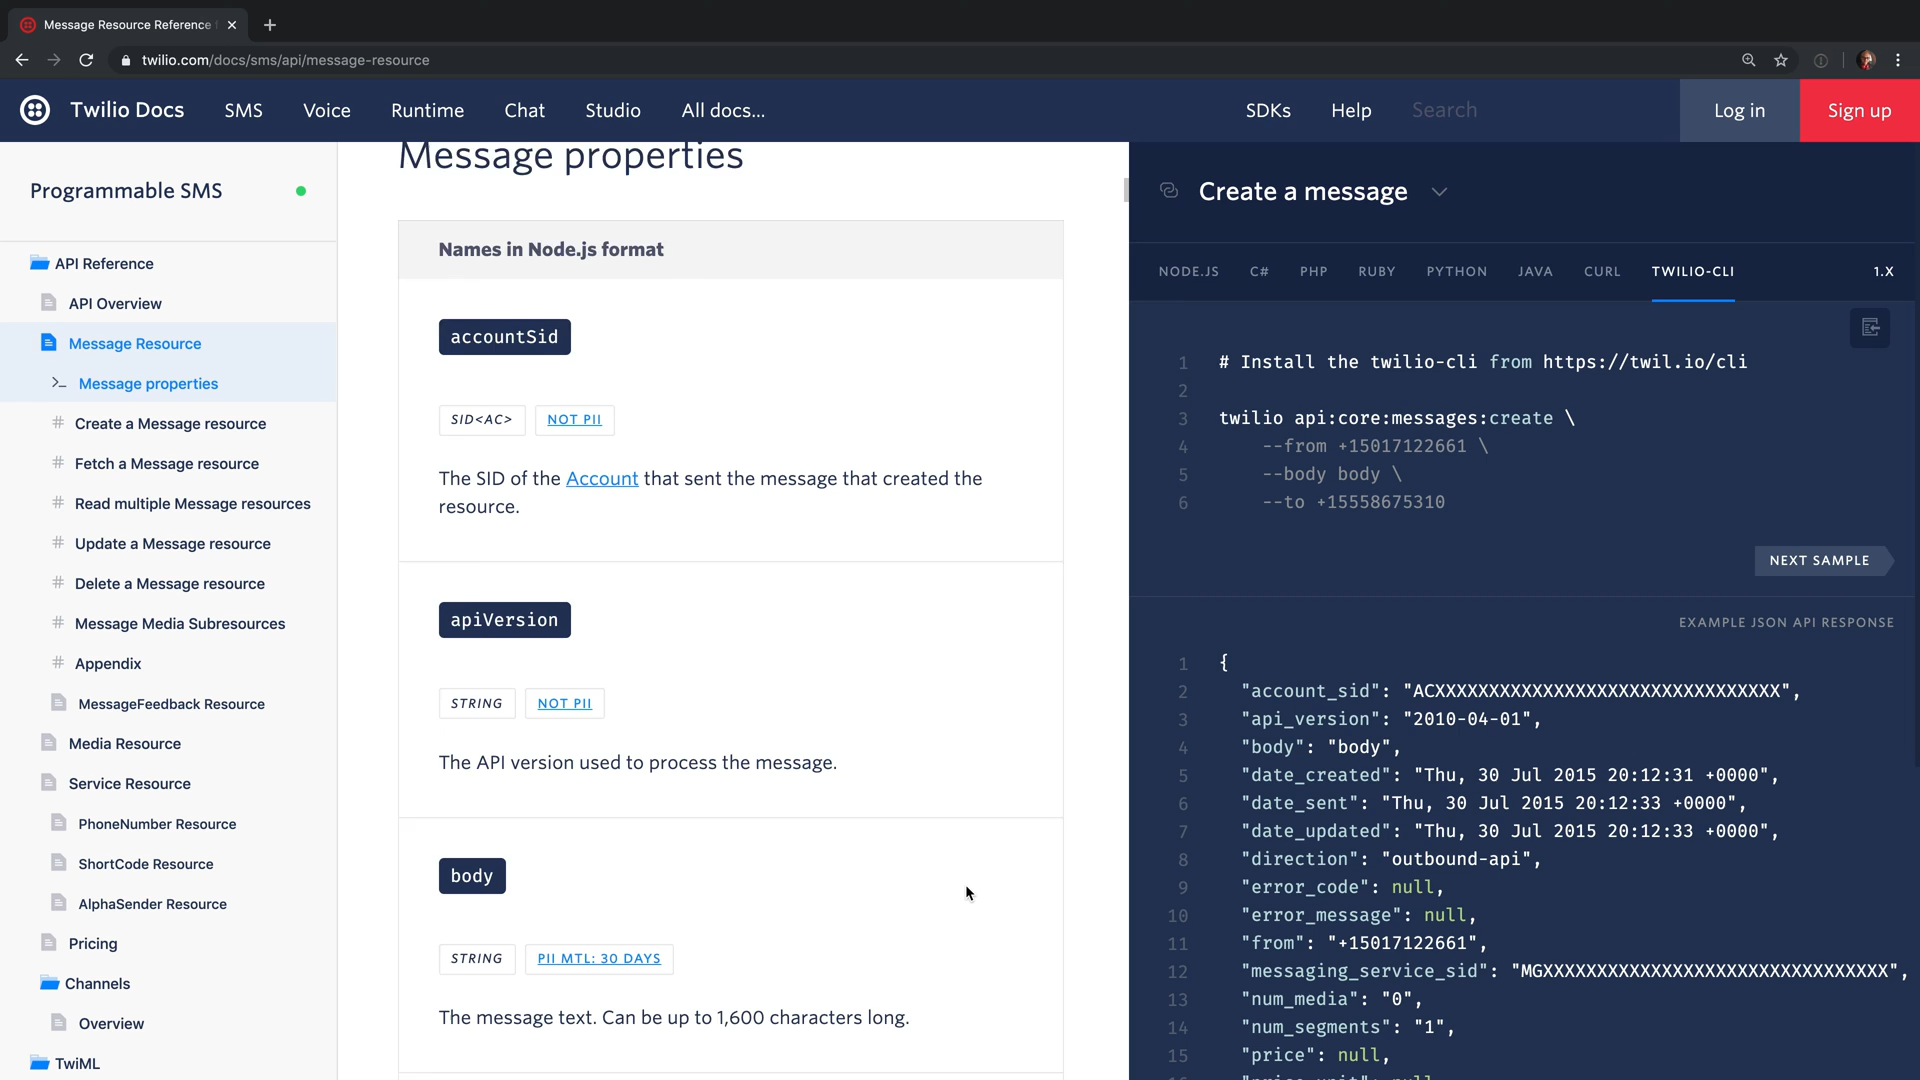 Message Resource Reference
twilio.com/docs/sms/api/message-resource
Twilio Docs
SMS
Voice
Runtime
Chat
Studio
All docs...
SDKs
Help
Search
Log in
Sign up
Programmable SMS
API Reference
API Overview
Message Resource
>_ Message properties
# Create a Message resource
# Fetch a Message resource
# Read multiple Message resources
# Update a Message resource
# Delete a Message resource
# Message Media Subresources
# Appendix
MessageFeedback Resource
Media Resource
Service Resource
PhoneNumber Resource
ShortCode Resource
AlphaSender Resource
Pricing
Channels
Overview
TwiML
Message properties
Names in Node.js format
accountSid
SID<AC>
NOT PII
The SID of the Account that sent the message that created the
resource.
apiVersion
STRING
NOT PII
The API version used to process the message.
body
STRING
PII MTL: 30 DAYS
The message text. Can be up to 1,600 characters long.
Create a message
NODE.JS
C#
PHP
RUBY
PYTHON
JAVA
CURL
TWILIO-CLI
1.X
1 # Install the twilio-cli from https://twil.io/cli
2
3 twilio api:core:messages:create \
4 --from +15017122661 \
5 --body body \
6 --to +15558675310
NEXT SAMPLE
EXAMPLE JSON API RESPONSE
1 {
2 "account_sid": "ACXXXXXXXXXXXXXXXXXXXXXXXXXXXXXXXX",
3 "api_version": "2010-04-01",
4 "body": "body",
5 "date_created": "Thu, 30 Jul 2015 20:12:31 +0000",
6 "date_sent": "Thu, 30 Jul 2015 20:12:33 +0000",
7 "date_updated": "Thu, 30 Jul 2015 20:12:33 +0000",
8 "direction": "outbound-api",
9 "error_code": null,
10 "error_message": null,
11 "from": "+15017122661",
12 "messaging_service_sid": "MGXXXXXXXXXXXXXXXXXXXXXXXXXXXXXXXX",
13 "num_media": "0",
14 "num_segments": "1",
15 "price": null,